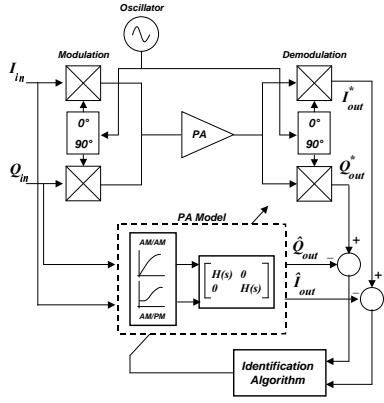 Oscillator
Modulation
Demodulation
I_in
I*_out
0°
90°
PA
0°
90°
Q_in
Q*_out
PA Model
AM/AM
AM/PM
H(s) 0
0 H(s)
Q̂_out
Î_out
+
−
+
−
Identification
Algorithm